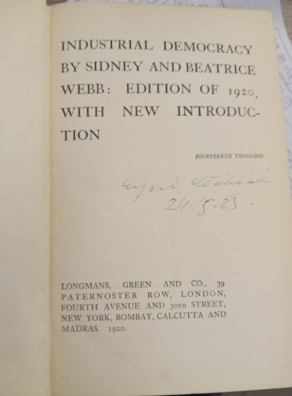 INDUSTRIAL DEMOCRACY
BY SIDNEY AND BEATRICE
WEBB: EDITION OF 1920,
WITH NEW INTRODUC-
TION
FOURTEENTH THOUSAND
Cyril
LONGMANS, GREEN AND CO., 39
PATERNOSTER ROW, LONDON,
FOURTH AVENUE AND 30TH STREET,
NEW YORK, BOMBAY, CALCUTTA AND
MADRAS. 1920.